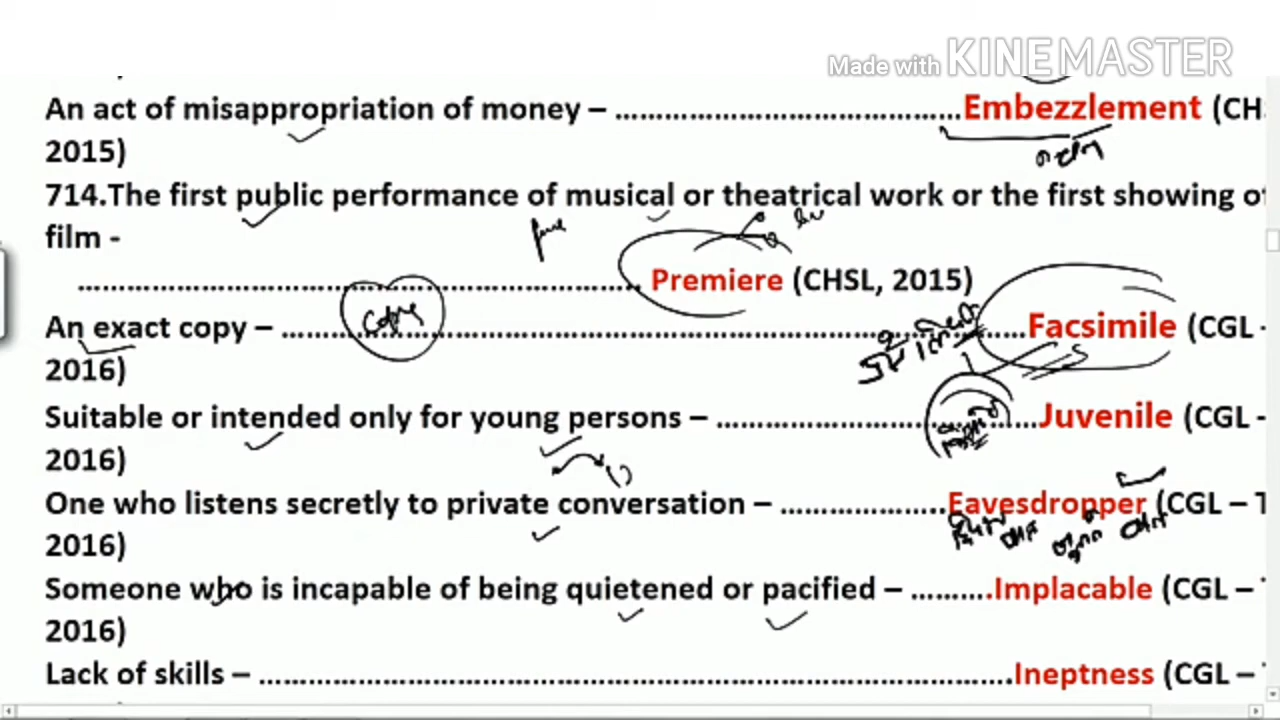 Made with KINEMASTER
An act of misappropriation of money – ……………………………………Embezzlement (CH
2015)
714.The first public performance of musical or theatrical work or the first showing of
film -
……………………………………………………………. Premiere (CHSL, 2015)
An exact copy – ……………………………………………………………………………Facsimile (CGL –
2016)
copy
Suitable or intended only for young persons – …………………………………Juvenile (CGL –
2016)
One who listens secretly to private conversation – ………………..Eavesdropper (CGL – T
2016)
Someone who is incapable of being quietened or pacified – ……….Implacable (CGL –
2016)
Lack of skills – ……………………………………………………………………………….Ineptness (CGL – T